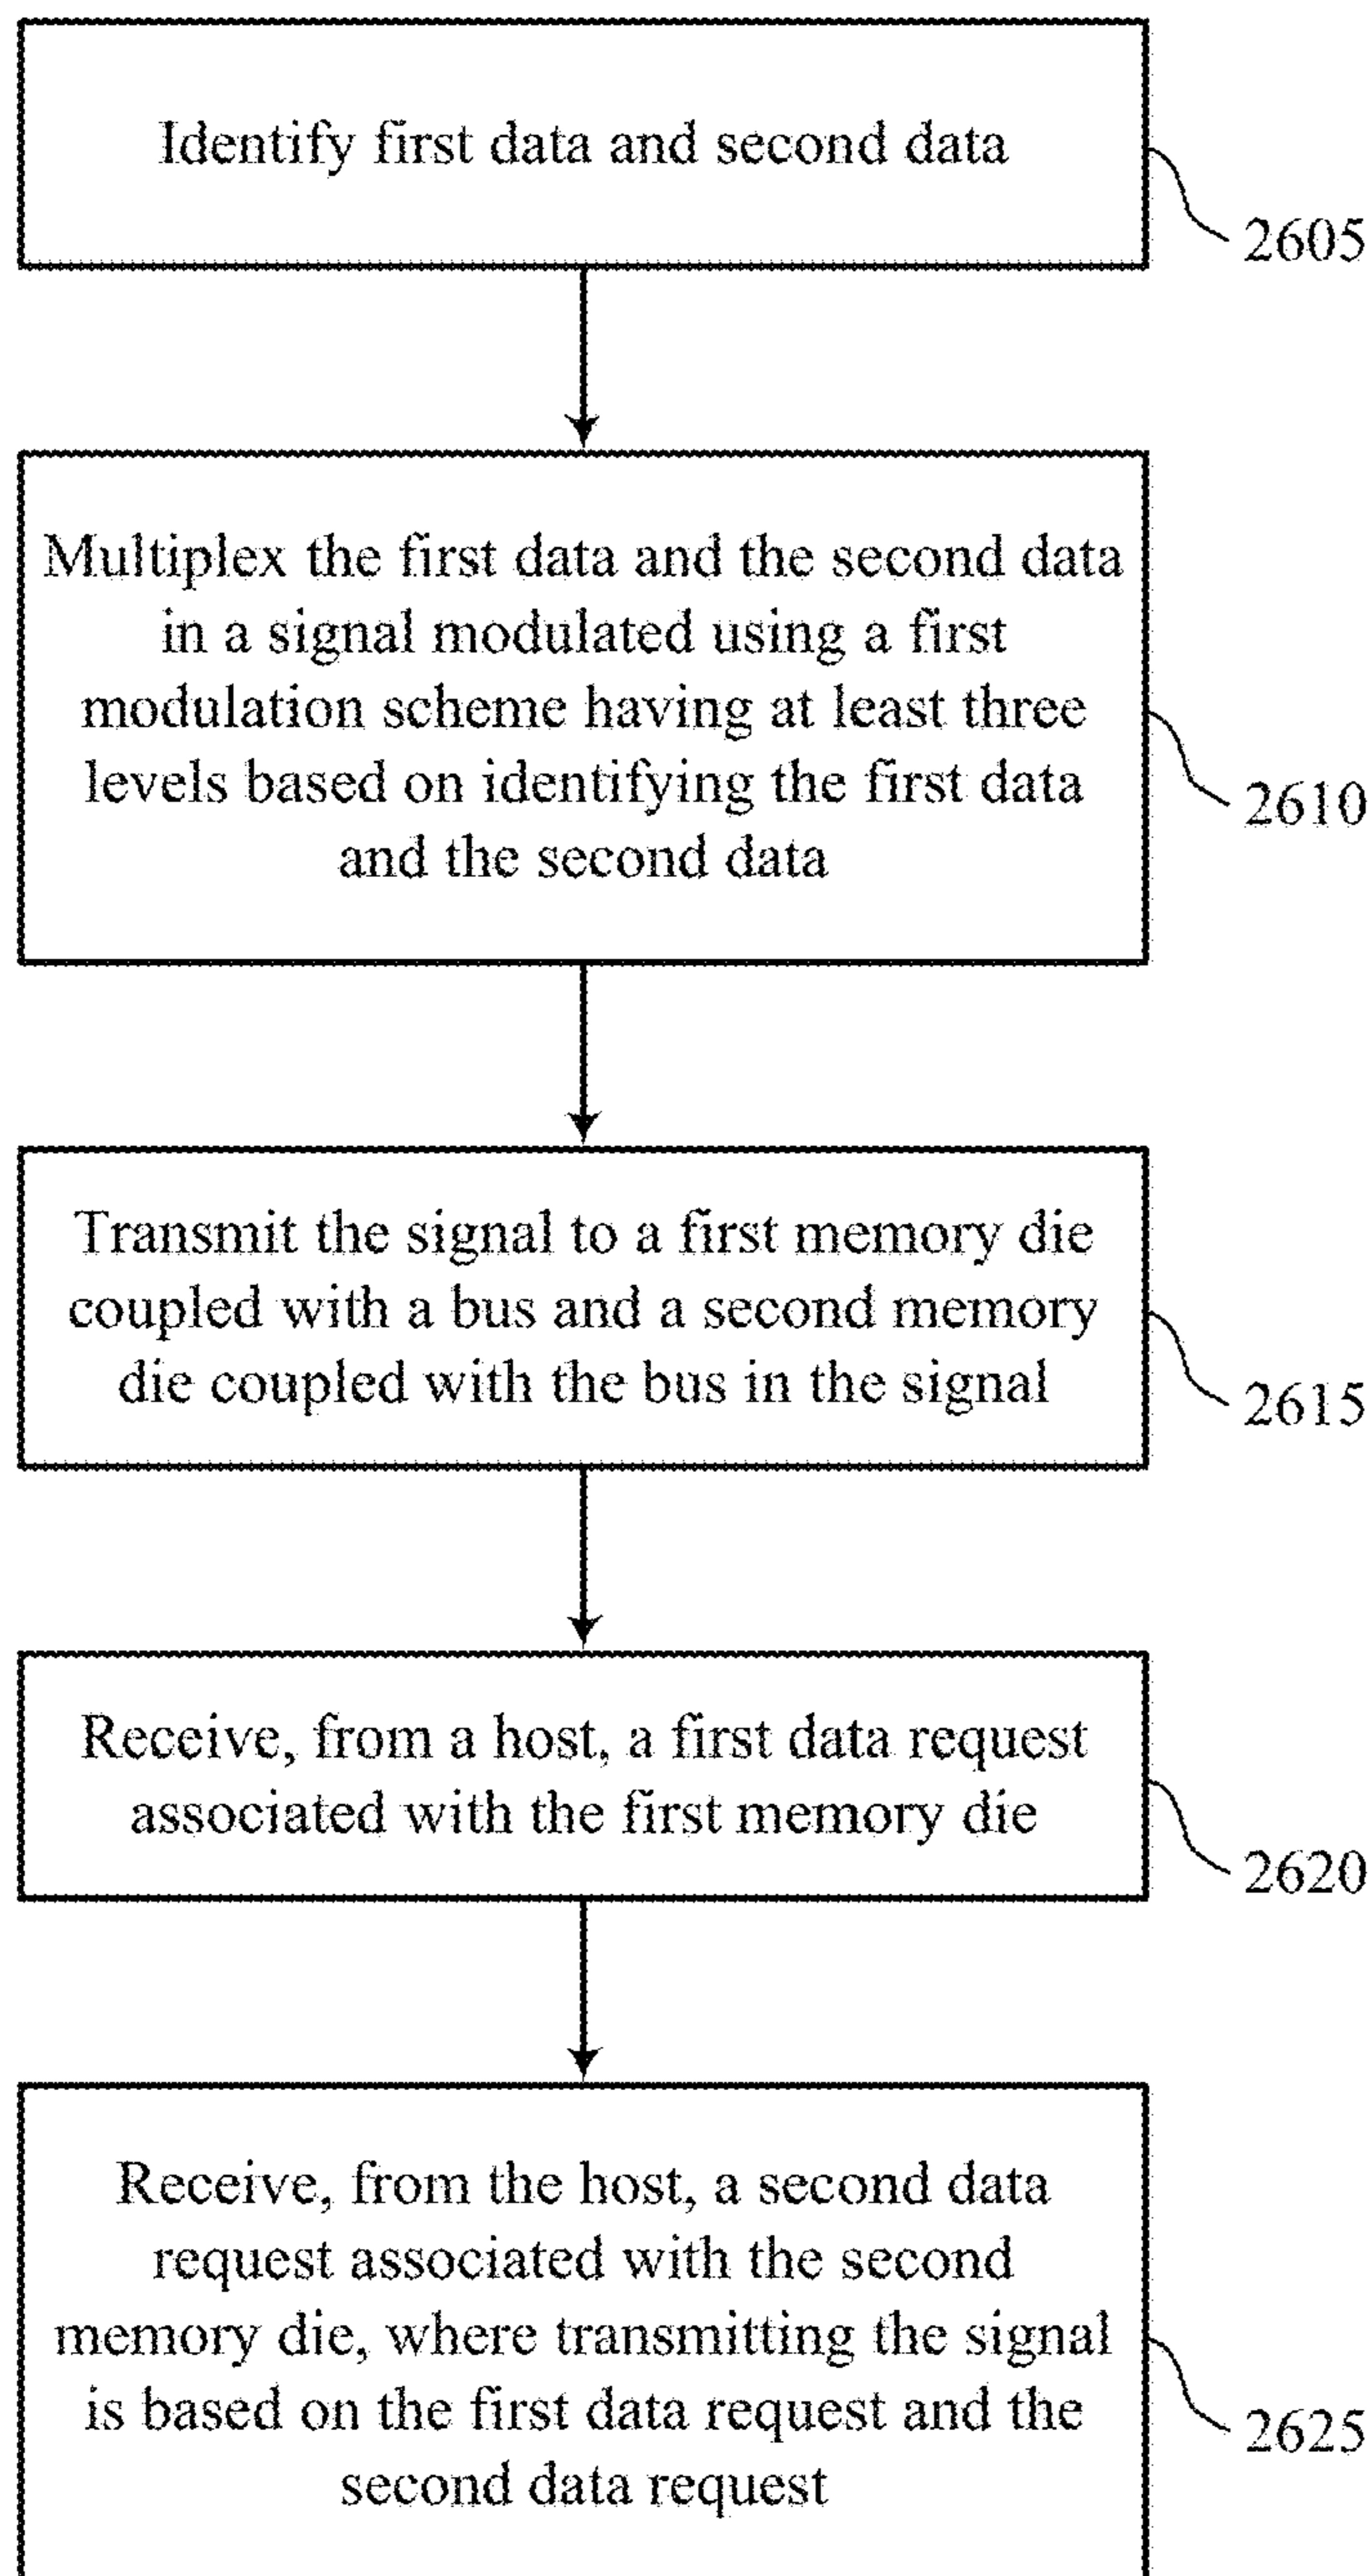 Identify first data and second data
2605
Multiplex the first data and the second data
in a signal modulated using a first
modulation scheme having at least three
levels based on identifying the first data
and the second data
2610
Transmit the signal to a first memory die
coupled with a bus and a second memory
die coupled with the bus in the signal
2615
Receive, from a host, a first data request
associated with the first memory die
2620
Receive, from the host, a second data
request associated with the second
memory die, where transmitting the signal
is based on the first data request and the
second data request
2625